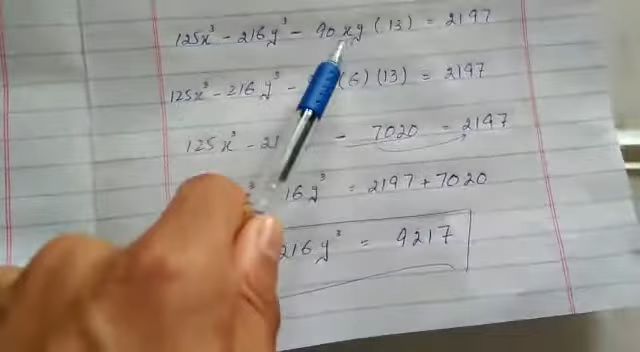 125x³ - 216y³ - 90xy (13) = 2197
125x³ - 216y³ - (6) (13) = 2197
125x³ - 21 - 7020 = 2197
16y³ = 2197 + 7020
216y³ = 9217